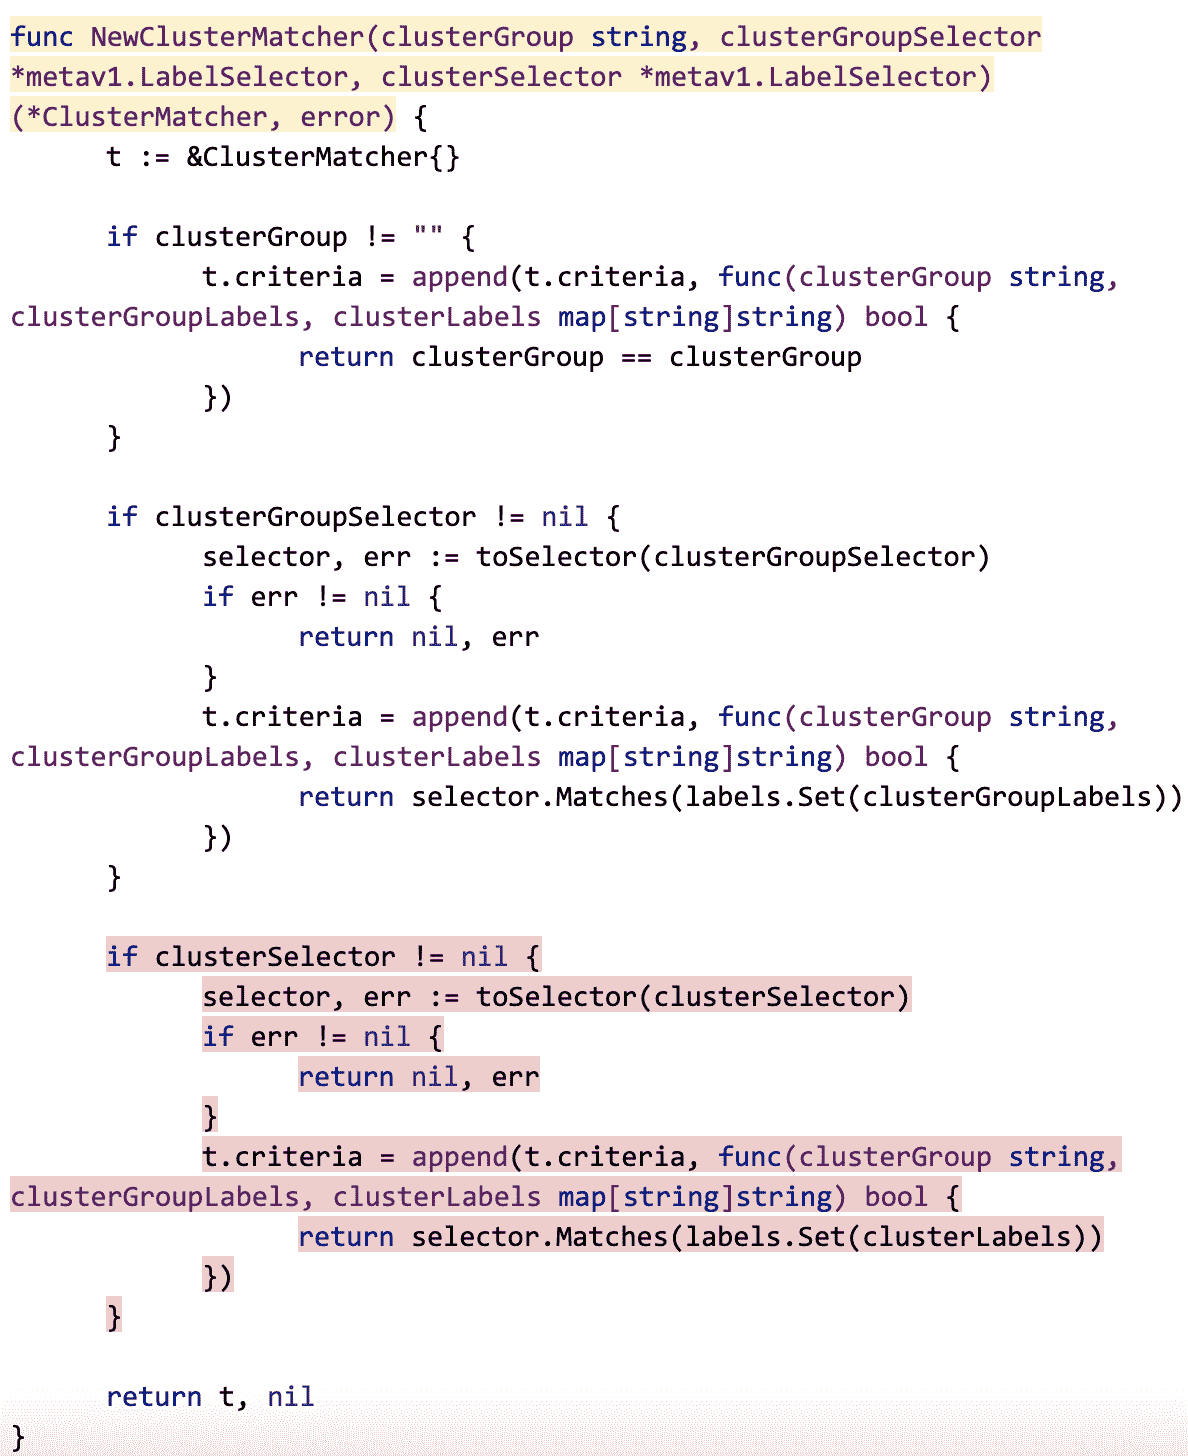 func NewClusterMatcher(clusterGroup string, clusterGroupSelector
*metav1.LabelSelector, clusterSelector *metav1.LabelSelector)
(*ClusterMatcher, error) {
t := &ClusterMatcher{}
if clusterGroup != "" {
t.criteria = append(t.criteria, func(clusterGroup string,
clusterGroupLabels, clusterLabels map[string]string) bool {
return clusterGroup == clusterGroup
})
}
if clusterGroupSelector != nil {
selector, err := toSelector(clusterGroupSelector)
if err != nil {
return nil, err
}
t.criteria = append(t.criteria, func(clusterGroup string,
clusterGroupLabels, clusterLabels map[string]string) bool {
return selector.Matches(labels.Set(clusterGroupLabels))
})
}
if clusterSelector != nil {
selector, err := toSelector(clusterSelector)
if err != nil {
return nil, err
}
t.criteria = append(t.criteria, func(clusterGroup string,
clusterGroupLabels, clusterLabels map[string]string) bool {
return selector.Matches(labels.Set(clusterLabels))
})
}
return t, nil
}